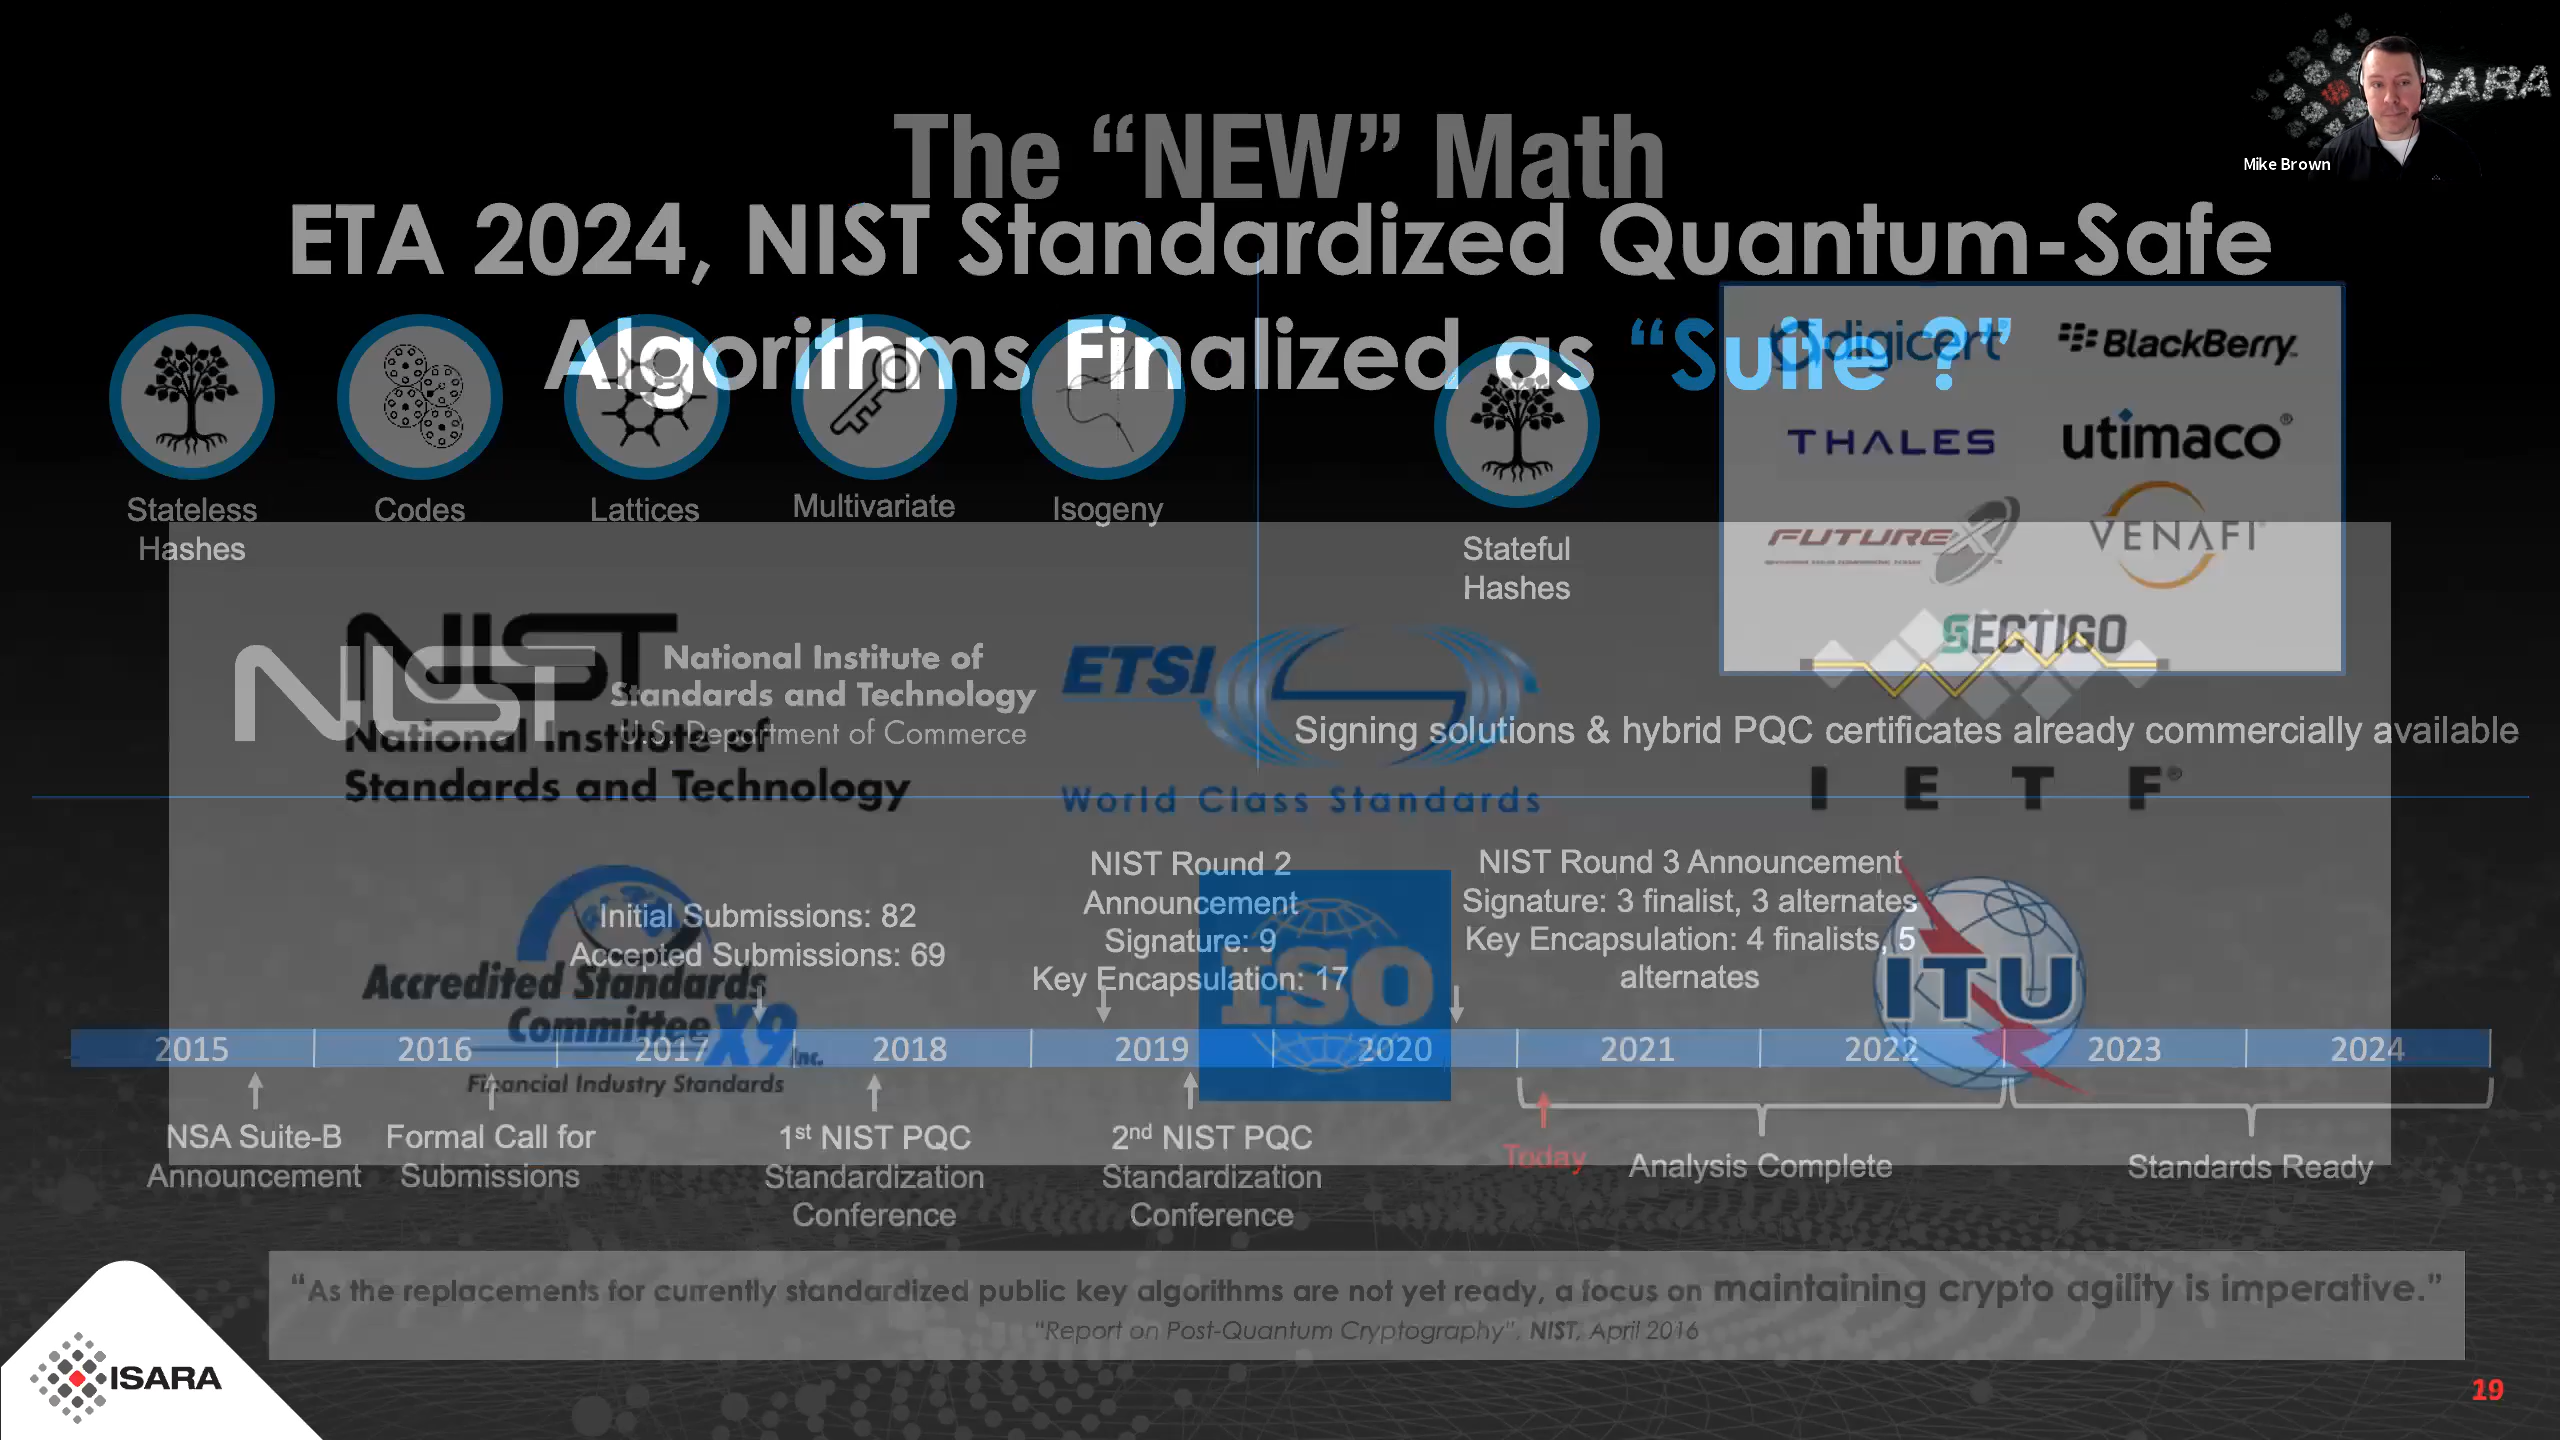 ISARA
Mike Brown
The “NEW” Math
ETA 2024, NIST Standardized Quantum-Safe
Algorithms Finalized as “Suite ?”
Stateless
Hashes
Codes
Lattices
Multivariate
Isogeny
Stateful
Hashes
digicert
BlackBerry
THALES
utimaco®
FUTUREX
VENAFI
SECTIGO
Signing solutions & hybrid PQC certificates already commercially available
NIST
National Institute of
Standards and Technology
U.S. Department of Commerce
NIST
National Institute of
Standards and Technology
ETSI
World Class Standards
I E T F®
Accredited Standards
Committee X9 Inc.
Financial Industry Standards
ISO
ITU
Initial Submissions: 82
Accepted Submissions: 69
NIST Round 2
Announcement
Signature: 9
Key Encapsulation: 17
NIST Round 3 Announcement
Signature: 3 finalist, 3 alternates
Key Encapsulation: 4 finalists, 5
alternates
2015 2016 2017 2018 2019 2020 2021 2022 2023 2024
NSA Suite-B
Announcement
Formal Call for
Submissions
1st NIST PQC
Standardization
Conference
2nd NIST PQC
Standardization
Conference
Today
Analysis Complete
Standards Ready
“As the replacements for currently standardized public key algorithms are not yet ready, a focus on maintaining crypto agility is imperative.”
“Report on Post-Quantum Cryptography”, NIST, April 2016
ISARA
19